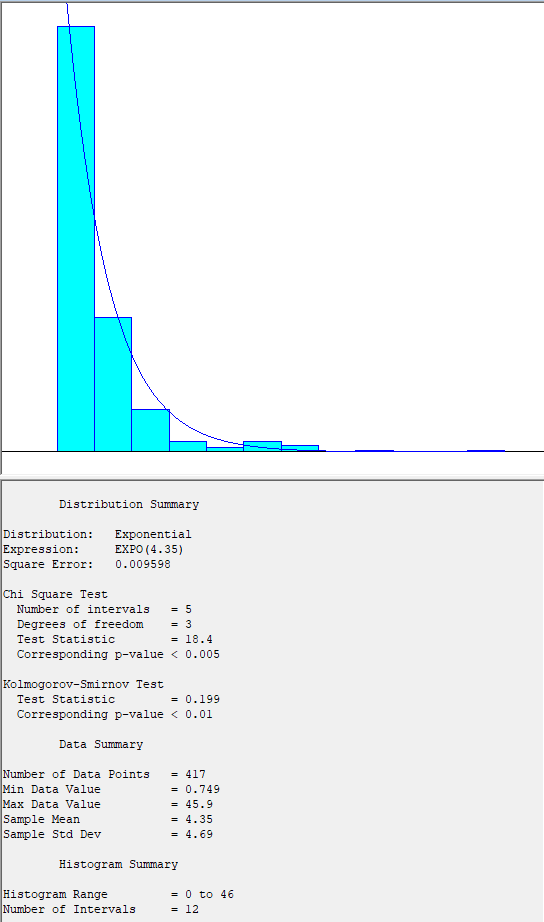 Distribution Summary
Distribution:   Exponential
Expression:     EXPO(4.35)
Square Error:   0.009598
Chi Square Test
  Number of intervals   = 5
  Degrees of freedom    = 3
  Test Statistic        = 18.4
  Corresponding p-value < 0.005
Kolmogorov-Smirnov Test
  Test Statistic        = 0.199
  Corresponding p-value < 0.01
Data Summary
Number of Data Points   = 417
Min Data Value          = 0.749
Max Data Value          = 45.9
Sample Mean             = 4.35
Sample Std Dev          = 4.69
Histogram Summary
Histogram Range         = 0 to 46
Number of Intervals     = 12